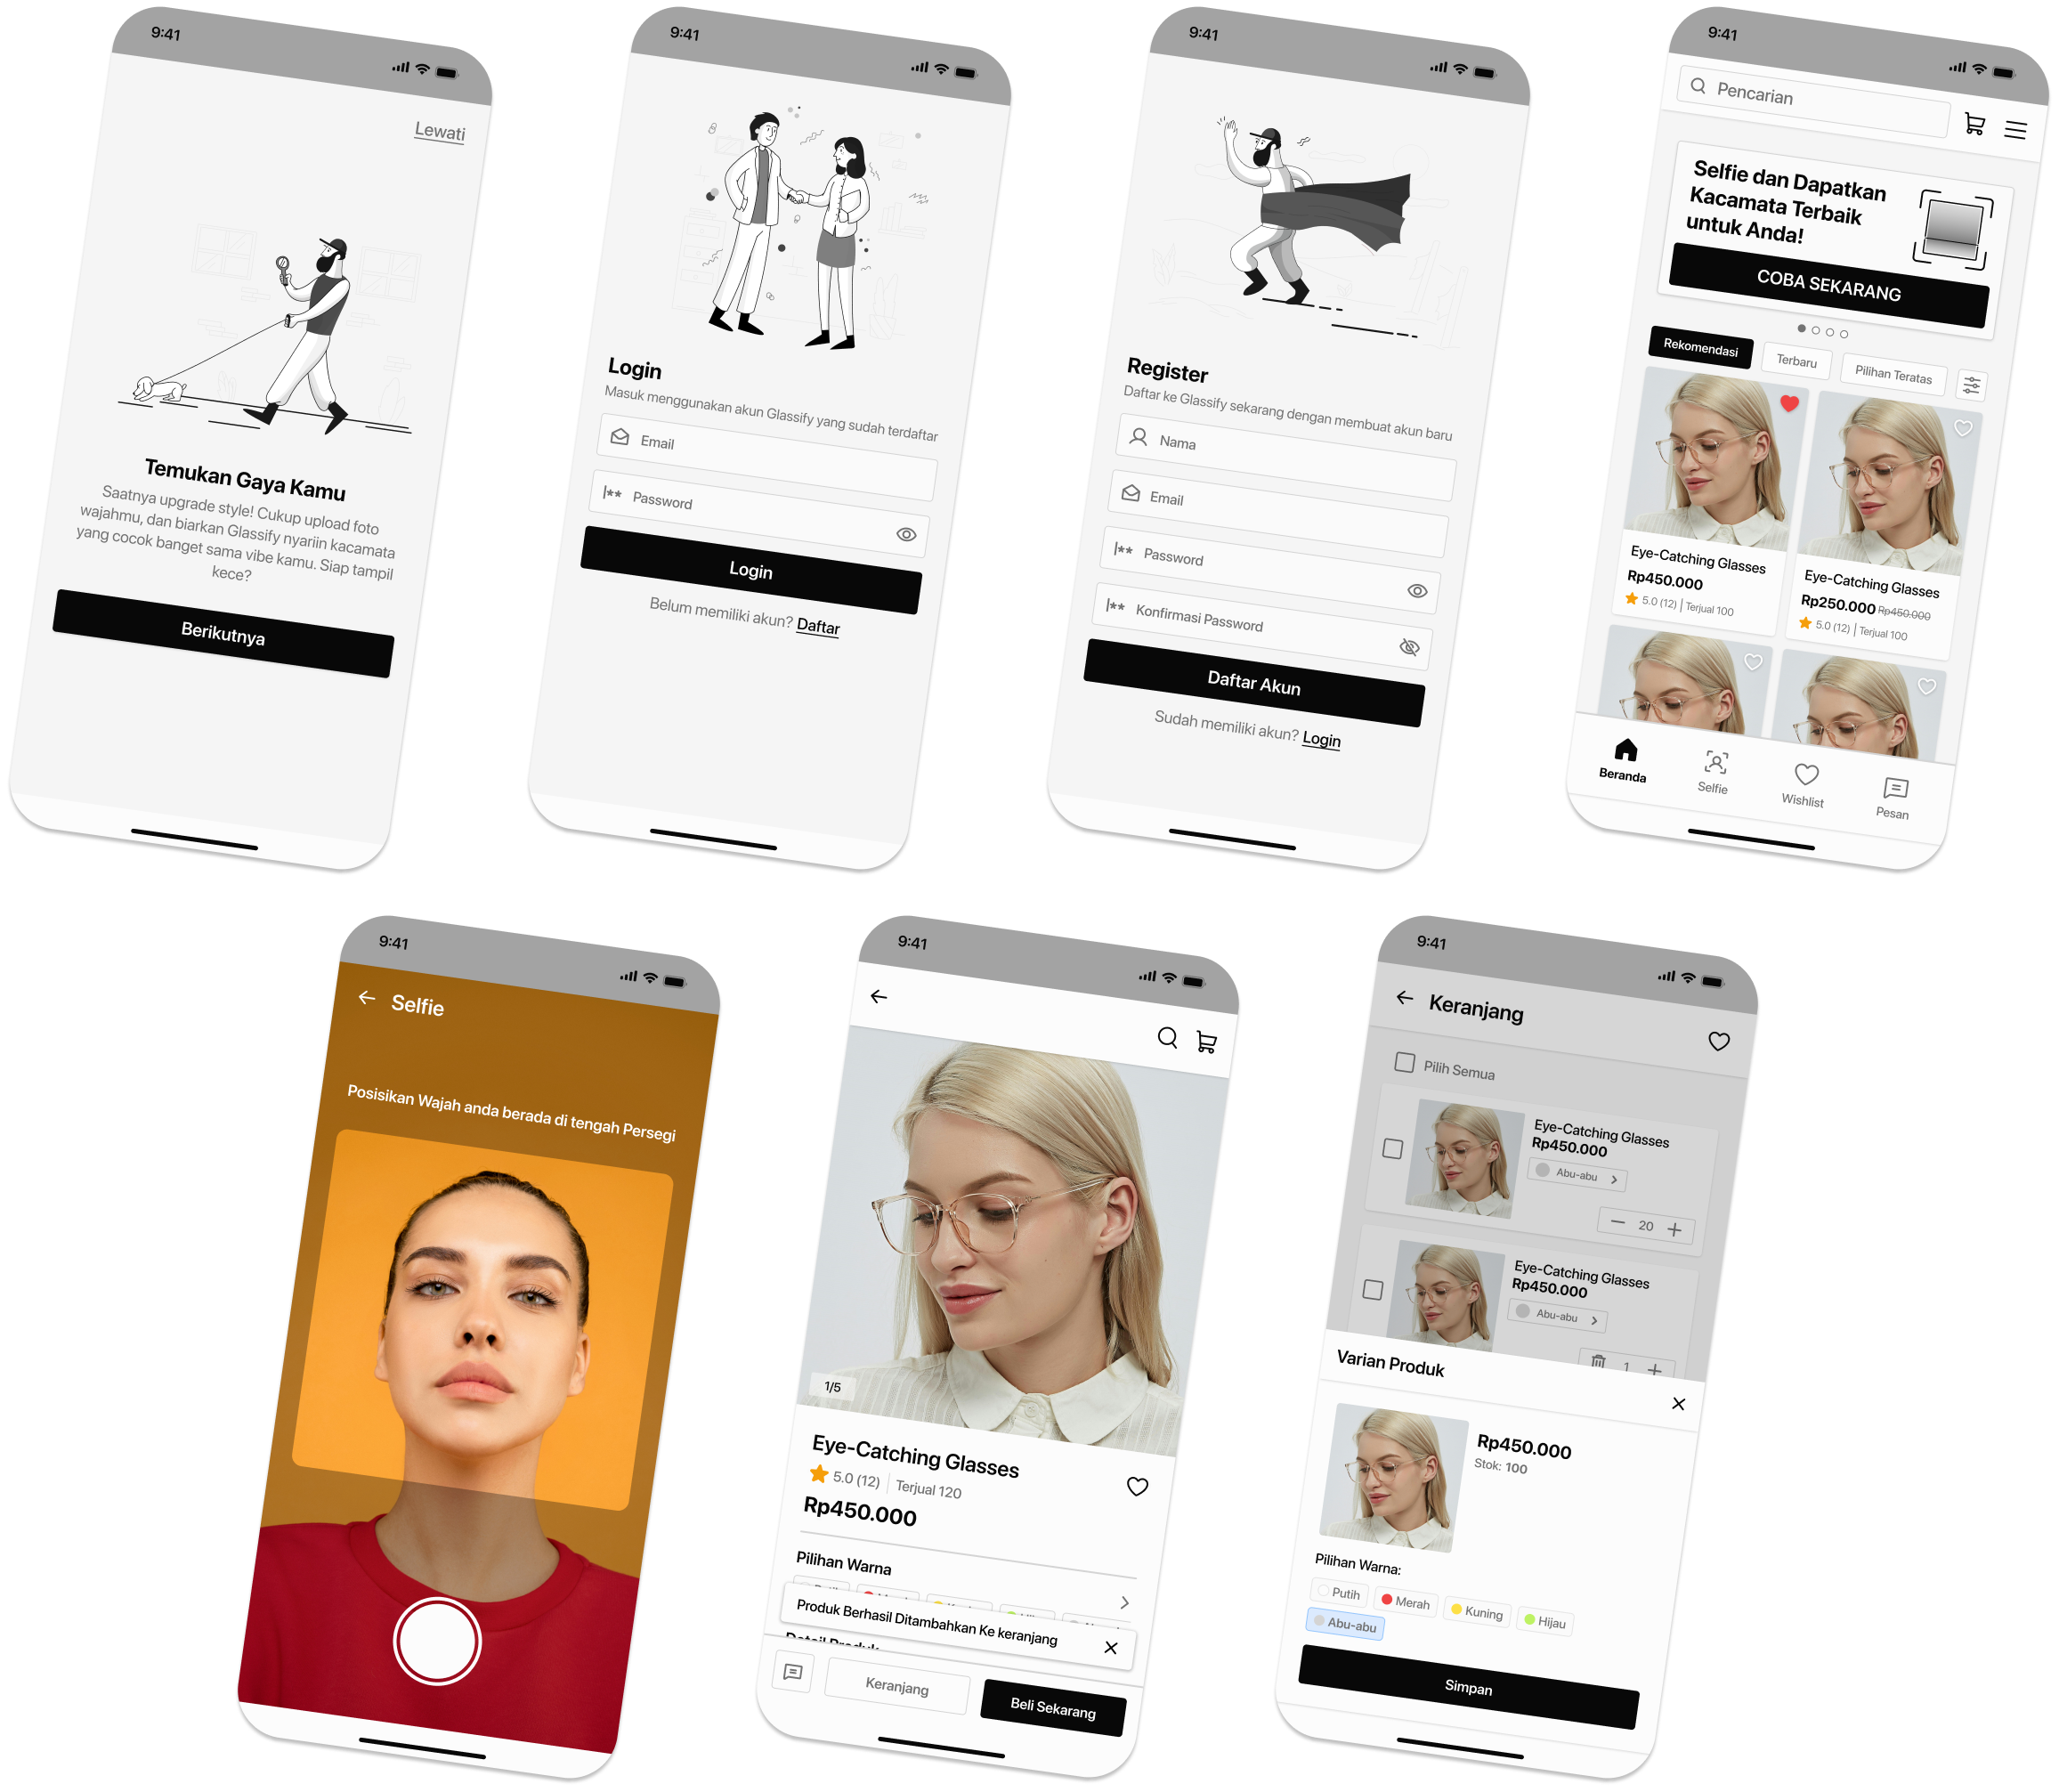 9:41
Lewati
Temukan Gaya Kamu
Saatnya upgrade style! Cukup upload foto
wajahmu, dan biarkan Glassify nyariin kacamata
yang cocok banget sama vibe kamu. Siap tampil
kece?
Berikutnya
9:41
Login
Masuk menggunakan akun Glassify yang sudah terdaftar
Email
Password
Login
Belum memiliki akun? Daftar
9:41
Register
Daftar ke Glassify sekarang dengan membuat akun baru
Nama
Email
Password
Konfirmasi Password
Daftar Akun
Sudah memiliki akun? Login
9:41
Pencarian
Selfie dan Dapatkan
Kacamata Terbaik
untuk Anda!
COBA SEKARANG
Rekomendasi
Terbaru
Pilihan Teratas
Eye-Catching Glasses
Rp450.000
5.0 (12) | Terjual 100
Eye-Catching Glasses
Rp250.000 Rp450.000
5.0 (12) | Terjual 100
Beranda
Selfie
Wishlist
Pesan
9:41
Selfie
Posisikan Wajah anda berada di tengah Persegi
9:41
1/5
Eye-Catching Glasses
5.0 (12) | Terjual 120
Rp450.000
Pilihan Warna
Produk Berhasil Ditambahkan Ke keranjang
Detail Produk
Keranjang
Beli Sekarang
9:41
Keranjang
Pilih Semua
Eye-Catching Glasses
Rp450.000
Abu-abu
20
Eye-Catching Glasses
Rp450.000
Abu-abu
1
Varian Produk
Rp450.000
Stok: 100
Pilihan Warna:
Putih
Merah
Kuning
Hijau
Abu-abu
Simpan